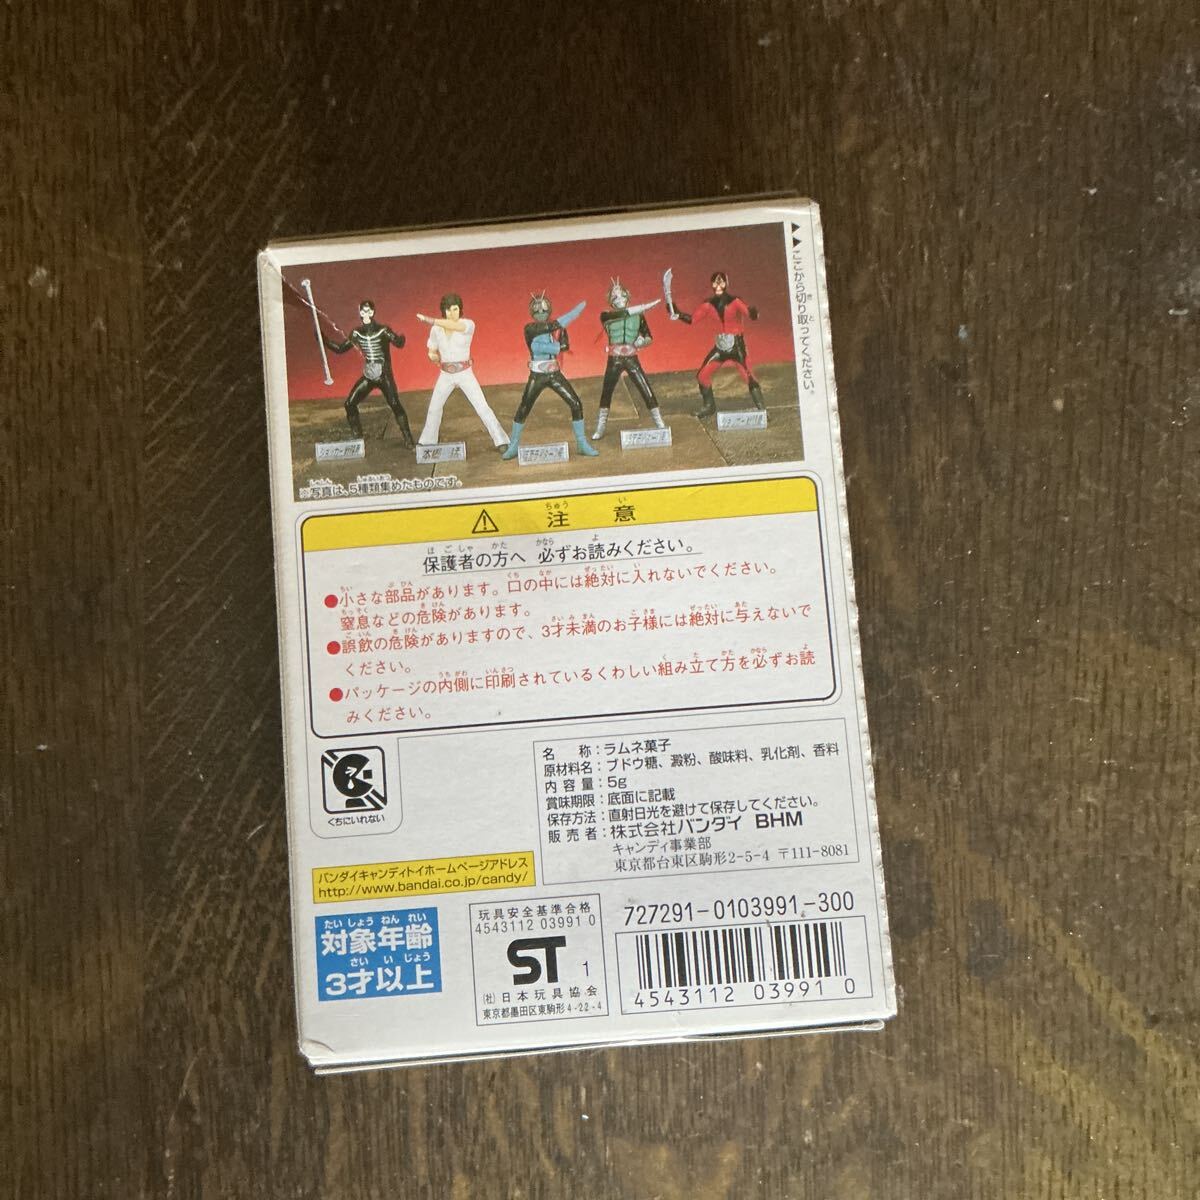 ▶▶ここから切り取ってください。
本郷 猛
※写真は、5種類集めたものです。
注意
保護者の方へ 必ずお読みください。
●小さな部品があります。口の中には絶対に入れないでください。
窒息などの危険があります。
●誤飲の危険がありますので、3才未満のお子様には絶対に与えないで
ください。
●パッケージの内側に印刷されているくわしい組み立て方を必ずお読
みください。
くちにいれない
名 称:ラムネ菓子
原材料名:ブドウ糖、澱粉、酸味料、乳化剤、香料
内 容 量:5g
賞味期限:底面に記載
保存方法:直射日光を避けて保存してください。
販 売 者:株式会社バンダイ BHM
キャンディ事業部
東京都台東区駒形2-5-4 〒111-8081
バンダイキャンディトイホームページアドレス
http://www.bandai.co.jp/candy/
対象年齢
3才以上
玩具安全基準合格
4543112 03991 0
ST 1
(社)日本玩具協会
東京都墨田区東駒形4-22-4
727291-0103991-300
4543112 03991 0